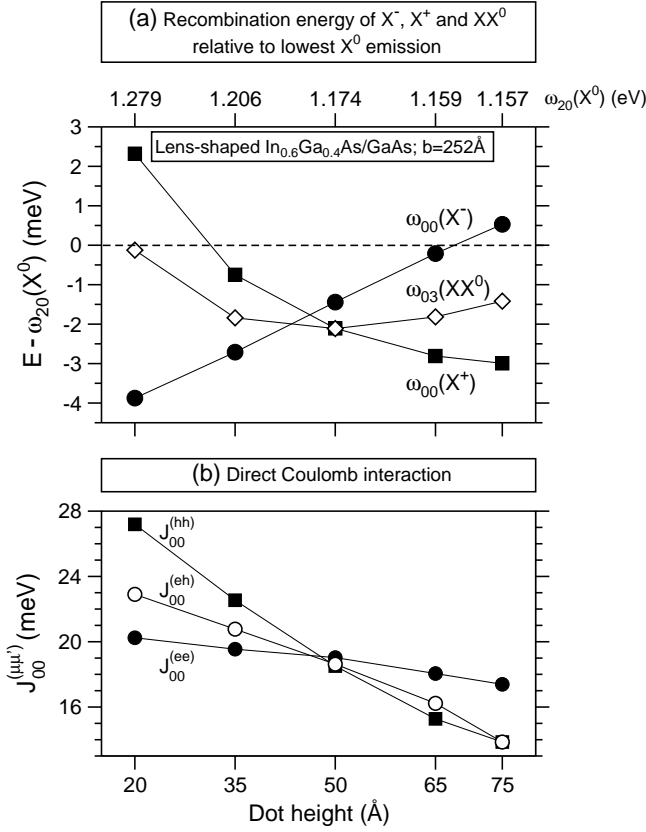 (a) Recombination energy of X⁻, X⁺ and XX⁰
relative to lowest X⁰ emission
1.279 1.206 1.174 1.159 1.157 ω₂₀(X⁰) (eV)
Lens-shaped In₀.₆Ga₀.₄As/GaAs; b=252Å
E - ω₂₀(X⁰) (meV)
3
2
1
0
-1
-2
-3
-4
ω₀₀(X⁻)
ω₀₃(XX⁰)
ω₀₀(X⁺)
(b) Direct Coulomb interaction
J₀₀^(μμ') (meV)
28
24
20
16
J₀₀^(hh)
J₀₀^(eh)
J₀₀^(ee)
20 35 50 65 75
Dot height (Å)